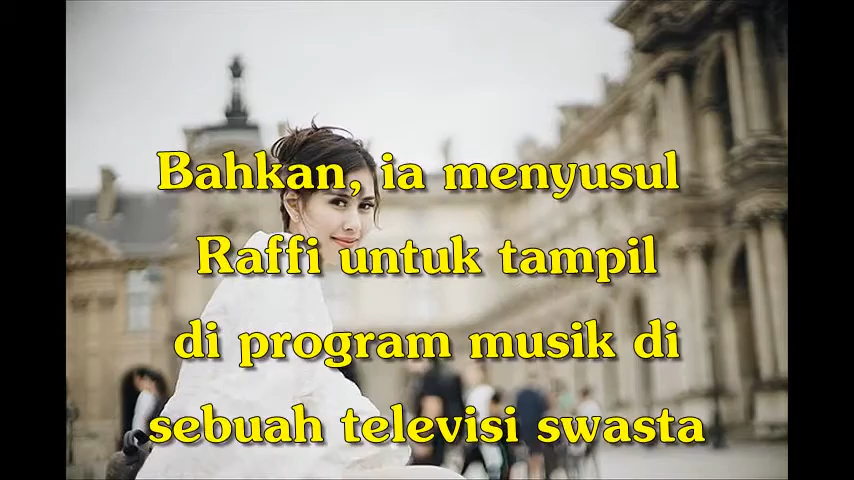 Bahkan, ia menyusul
Raffi untuk tampil
di program musik di
sebuah televisi swasta